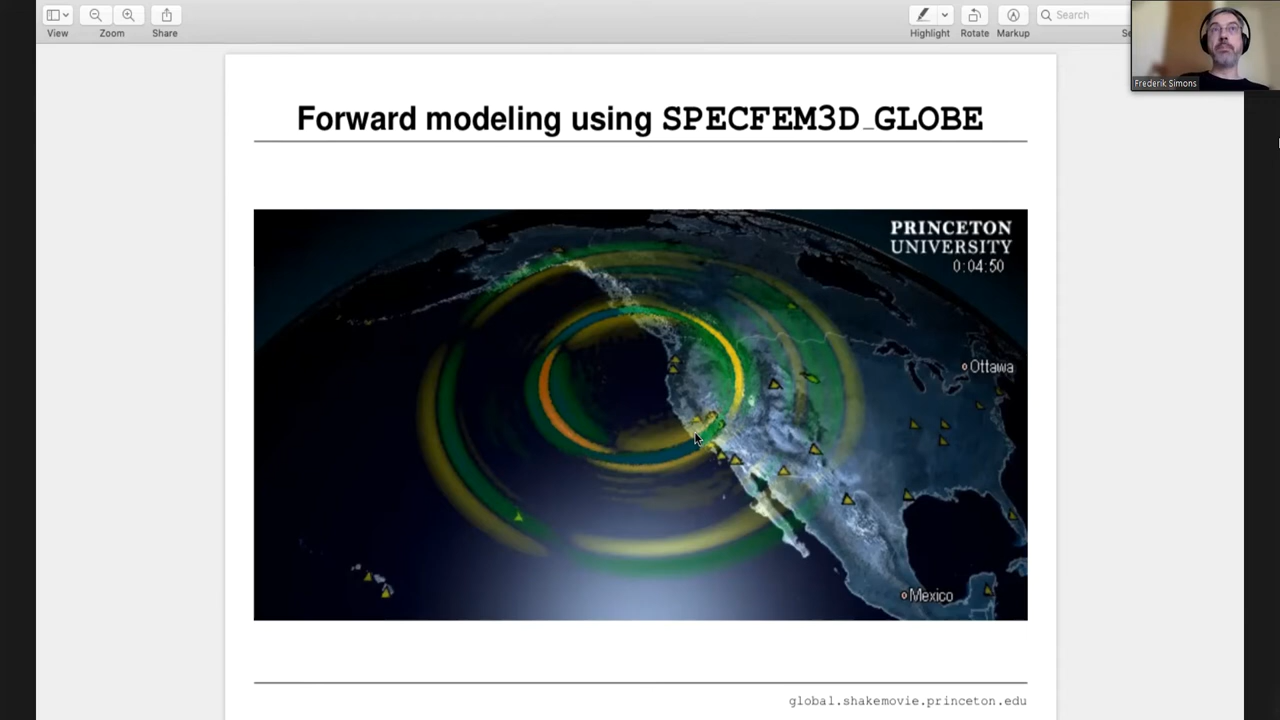 View
Zoom
Share
Highlight
Rotate
Markup
Search
Se
Frederik Simons
Forward modeling using SPECFEM3D_GLOBE
PRINCETON
UNIVERSITY
0:04:50
Ottawa
Mexico
global.shakemovie.princeton.edu